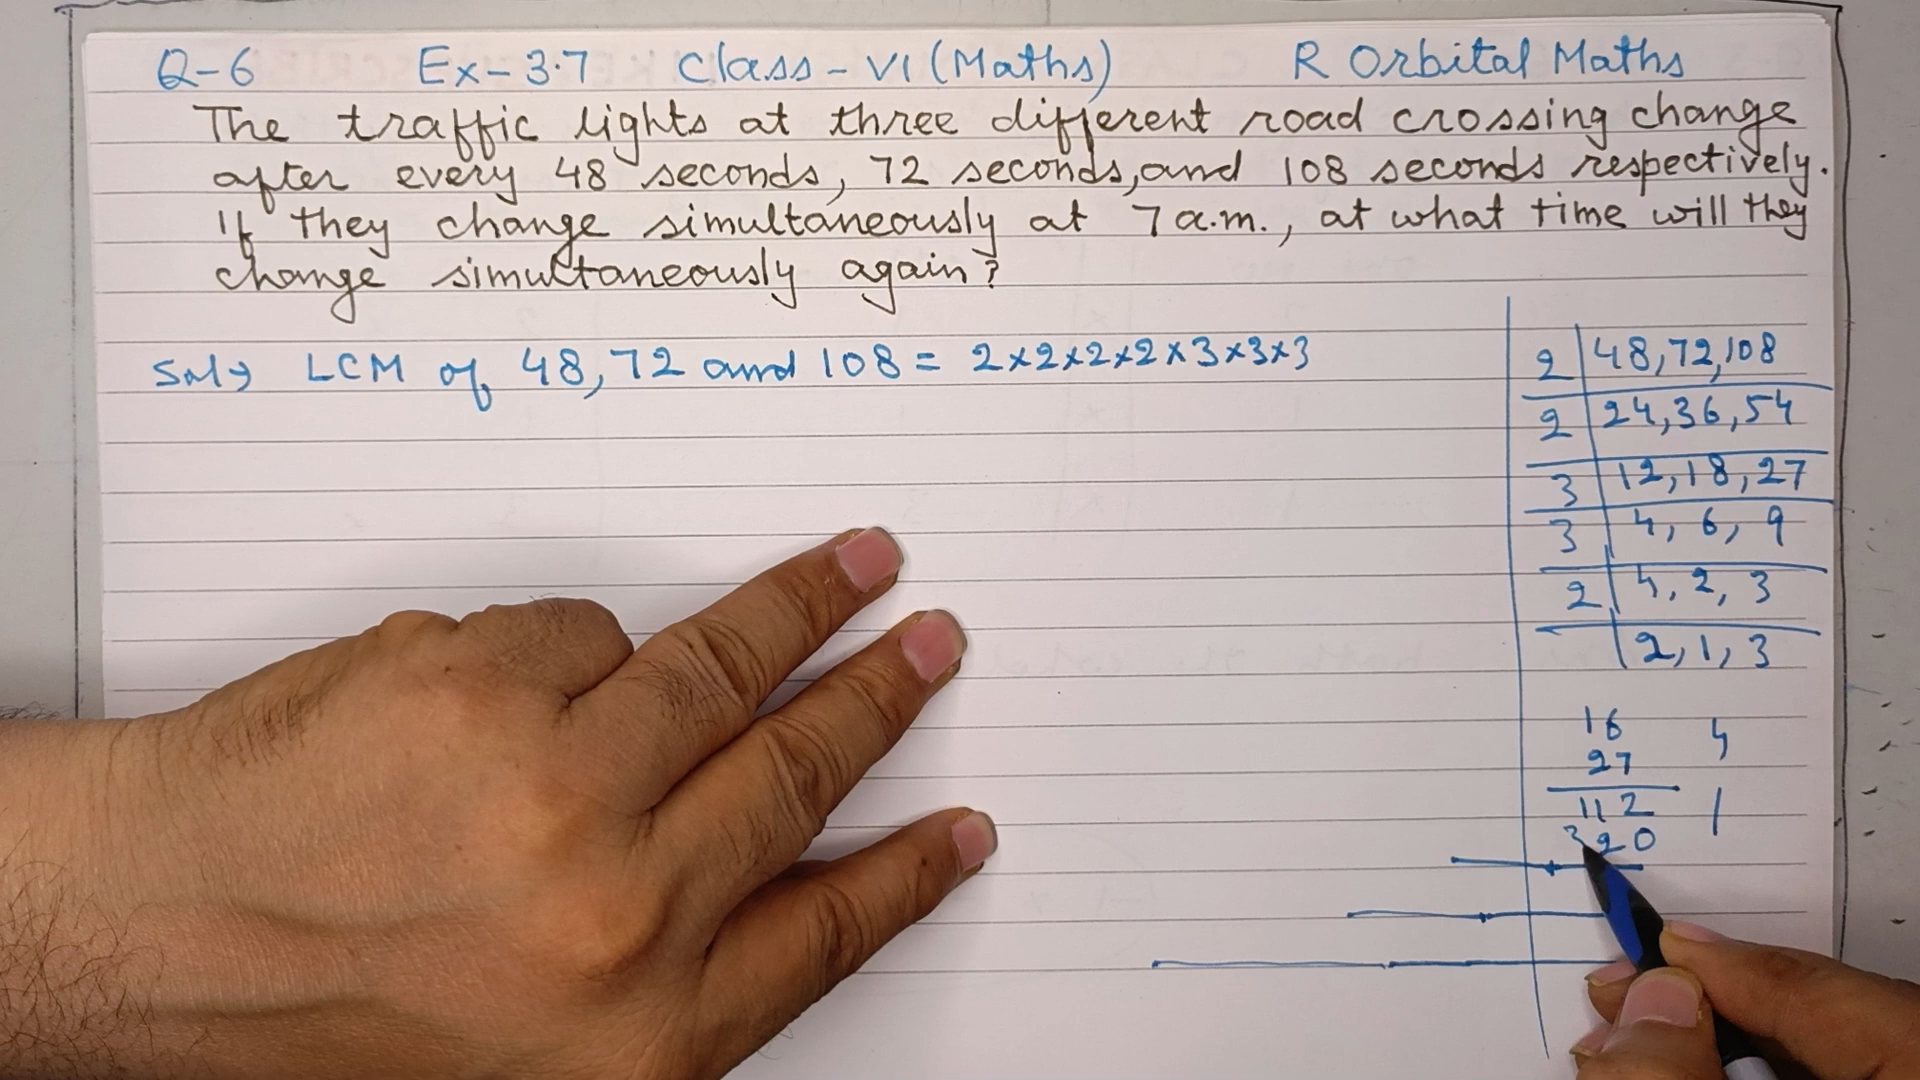 Q-6 Ex-3.7 Class-VI (Maths) R Orbital Maths
The traffic lights at three different road crossing change
after every 48 seconds, 72 seconds, and 108 seconds respectively.
If they change simultaneously at 7 a.m., at what time will they
change simultaneously again?
Sol→ LCM of 48, 72 and 108 = 2×2×2×2×3×3×3
2 48, 72, 108
2 24, 36, 54
3 12, 18, 27
3 4, 6, 9
2 4, 2, 3
2, 1, 3
16 4
27
112 1
320